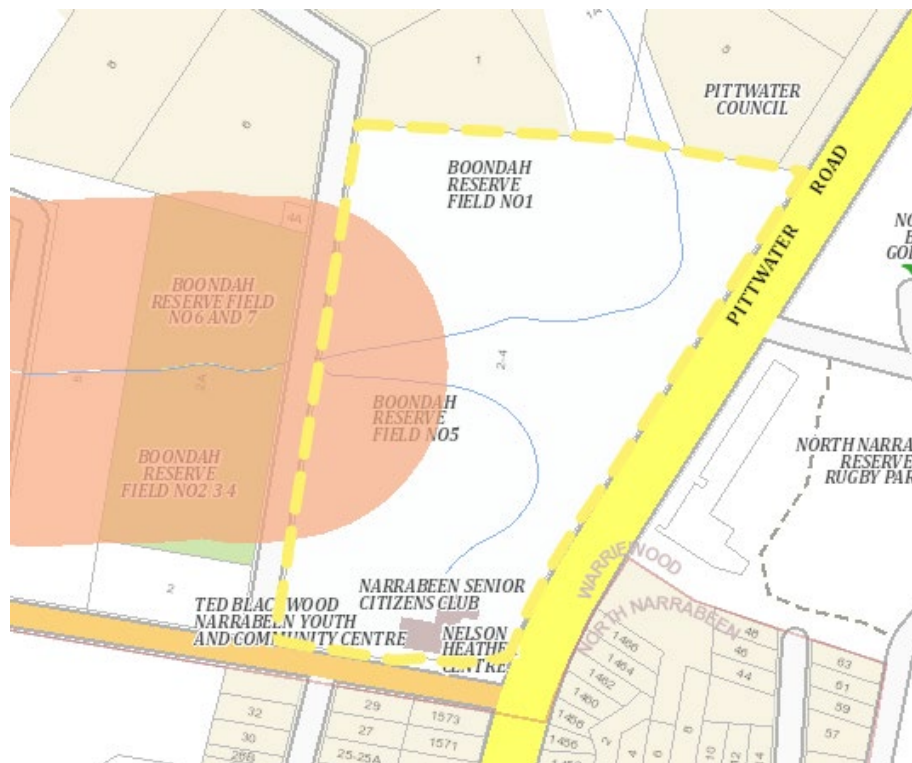 1A
8
6
1
PITTWATER
COUNCIL
ROAD
PITTWATER
BOONDAH
RESERVE
FIELD NO1
4A
BOONDAH
RESERVE FIELD
NO6 AND 7
2A
2-4
BOONDAH
RESERVE
FIELD NO5
BOONDAH
RESERVE
FIELD NO2 3 4
NORTH NARRA
RESERVE
RUGBY PAR
WARRIEWOOD
NORTH NARRABEEN
2
TED BLACKWOOD
NARRABEEN YOUTH
AND COMMUNITY CENTRE
NARRABEEN SENIOR
CITIZENS CLUB
NELSON
HEATHER
CENTRE
1466
1464
1462
1460
1458
1456
2
4
6
8
10
12
14
48
46
44
63
61
59
57
32
30
29
27
25-25A
1573
1571